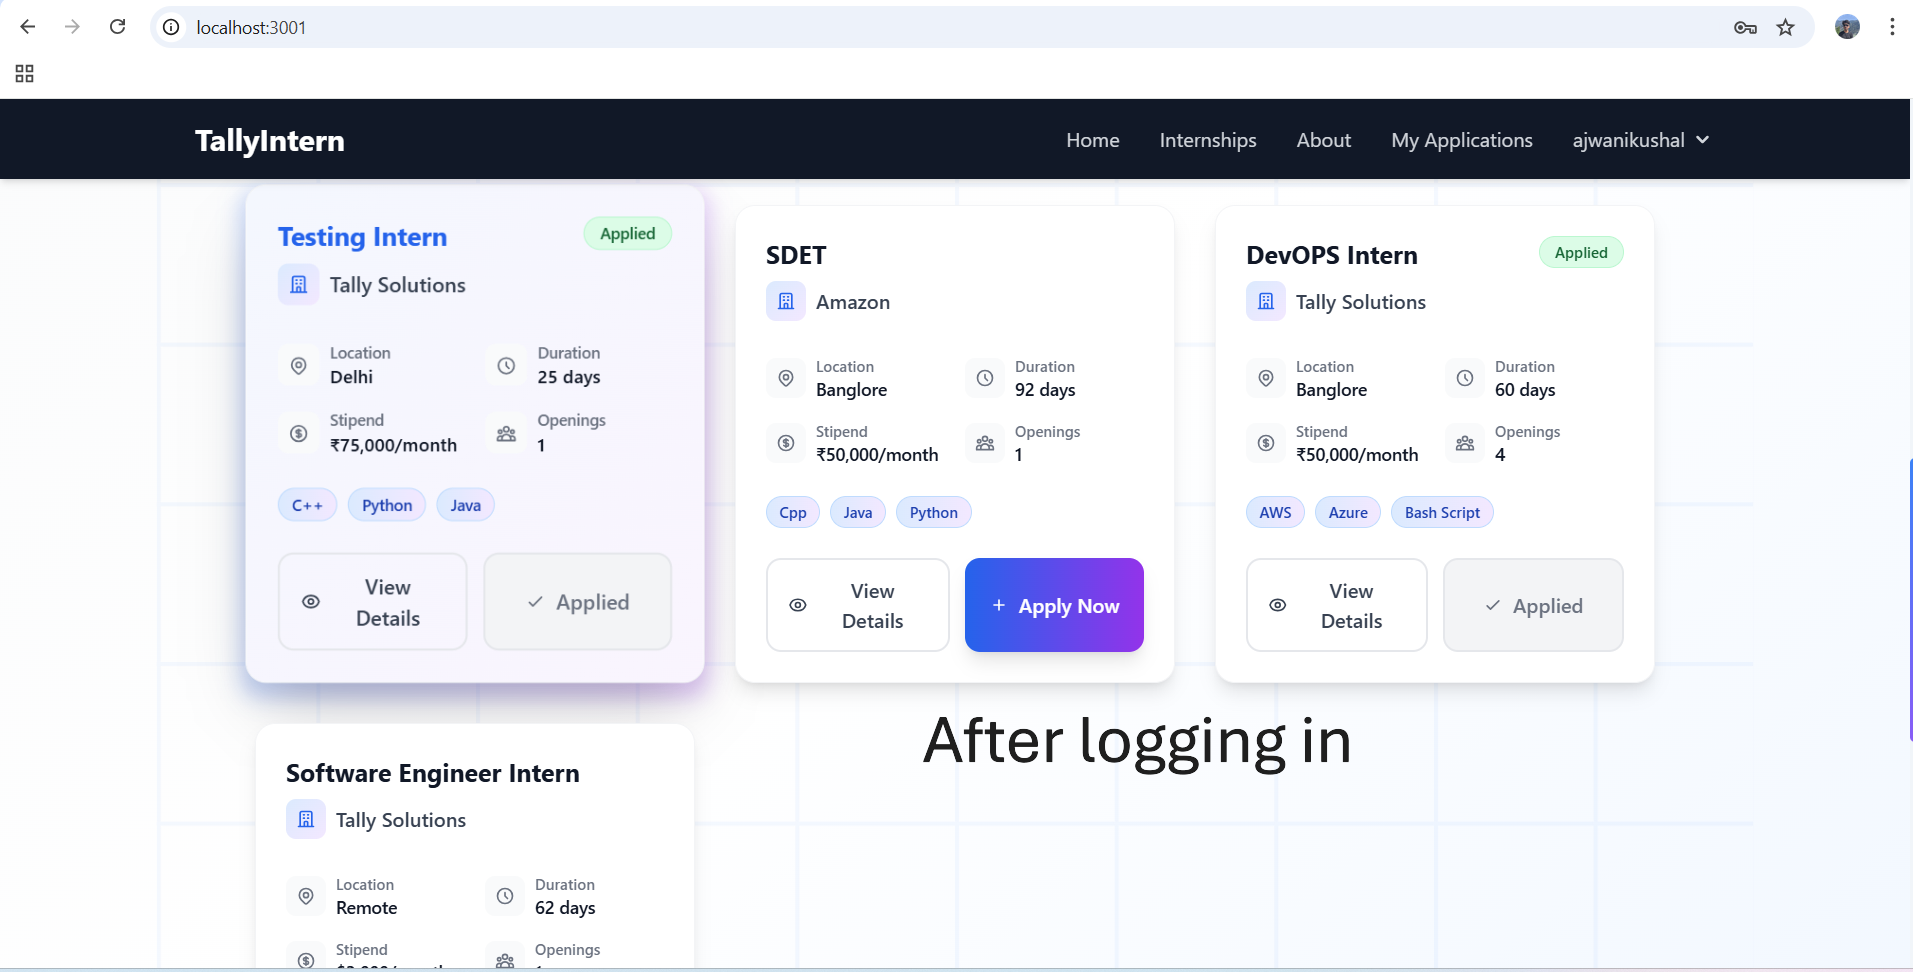 localhost:3001
TallyIntern
Home Internships About My Applications ajwanikushal
Testing Intern Applied
Tally Solutions
Location Duration
Delhi 25 days
Stipend Openings
₹75,000/month 1
C++ Python Java
View
Details
Applied
SDET
Amazon
Location Duration
Banglore 92 days
Stipend Openings
₹50,000/month 1
Cpp Java Python
View
Details
Apply Now
DevOPS Intern Applied
Tally Solutions
Location Duration
Banglore 60 days
Stipend Openings
₹50,000/month 4
AWS Azure Bash Script
View
Details
Applied
After logging in
Software Engineer Intern
Tally Solutions
Location Duration
Remote 62 days
Stipend Openings